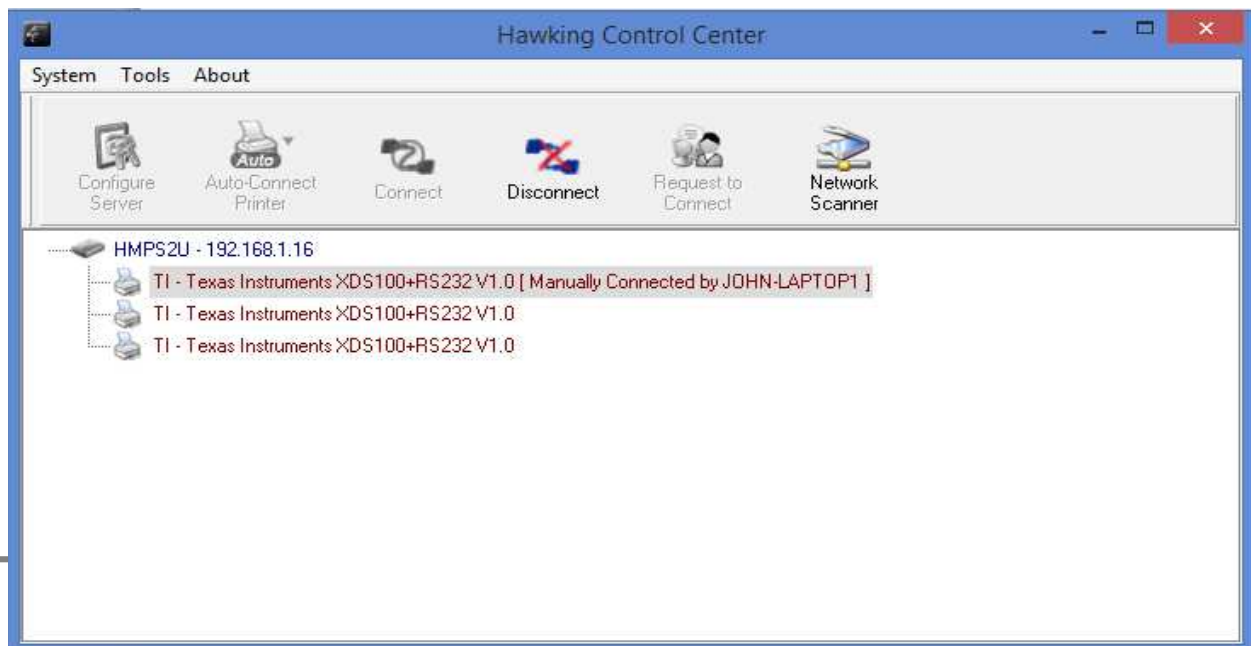 Hawking Control Center
System Tools About
Configure Server
Auto
Auto-Connect Printer
Connect
Disconnect
Request to Connect
Network Scanner
HMPS2U - 192.168.1.16
TI - Texas Instruments XDS100+RS232 V1.0 [ Manually Connected by JOHN-LAPTOP1 ]
TI - Texas Instruments XDS100+RS232 V1.0
TI - Texas Instruments XDS100+RS232 V1.0